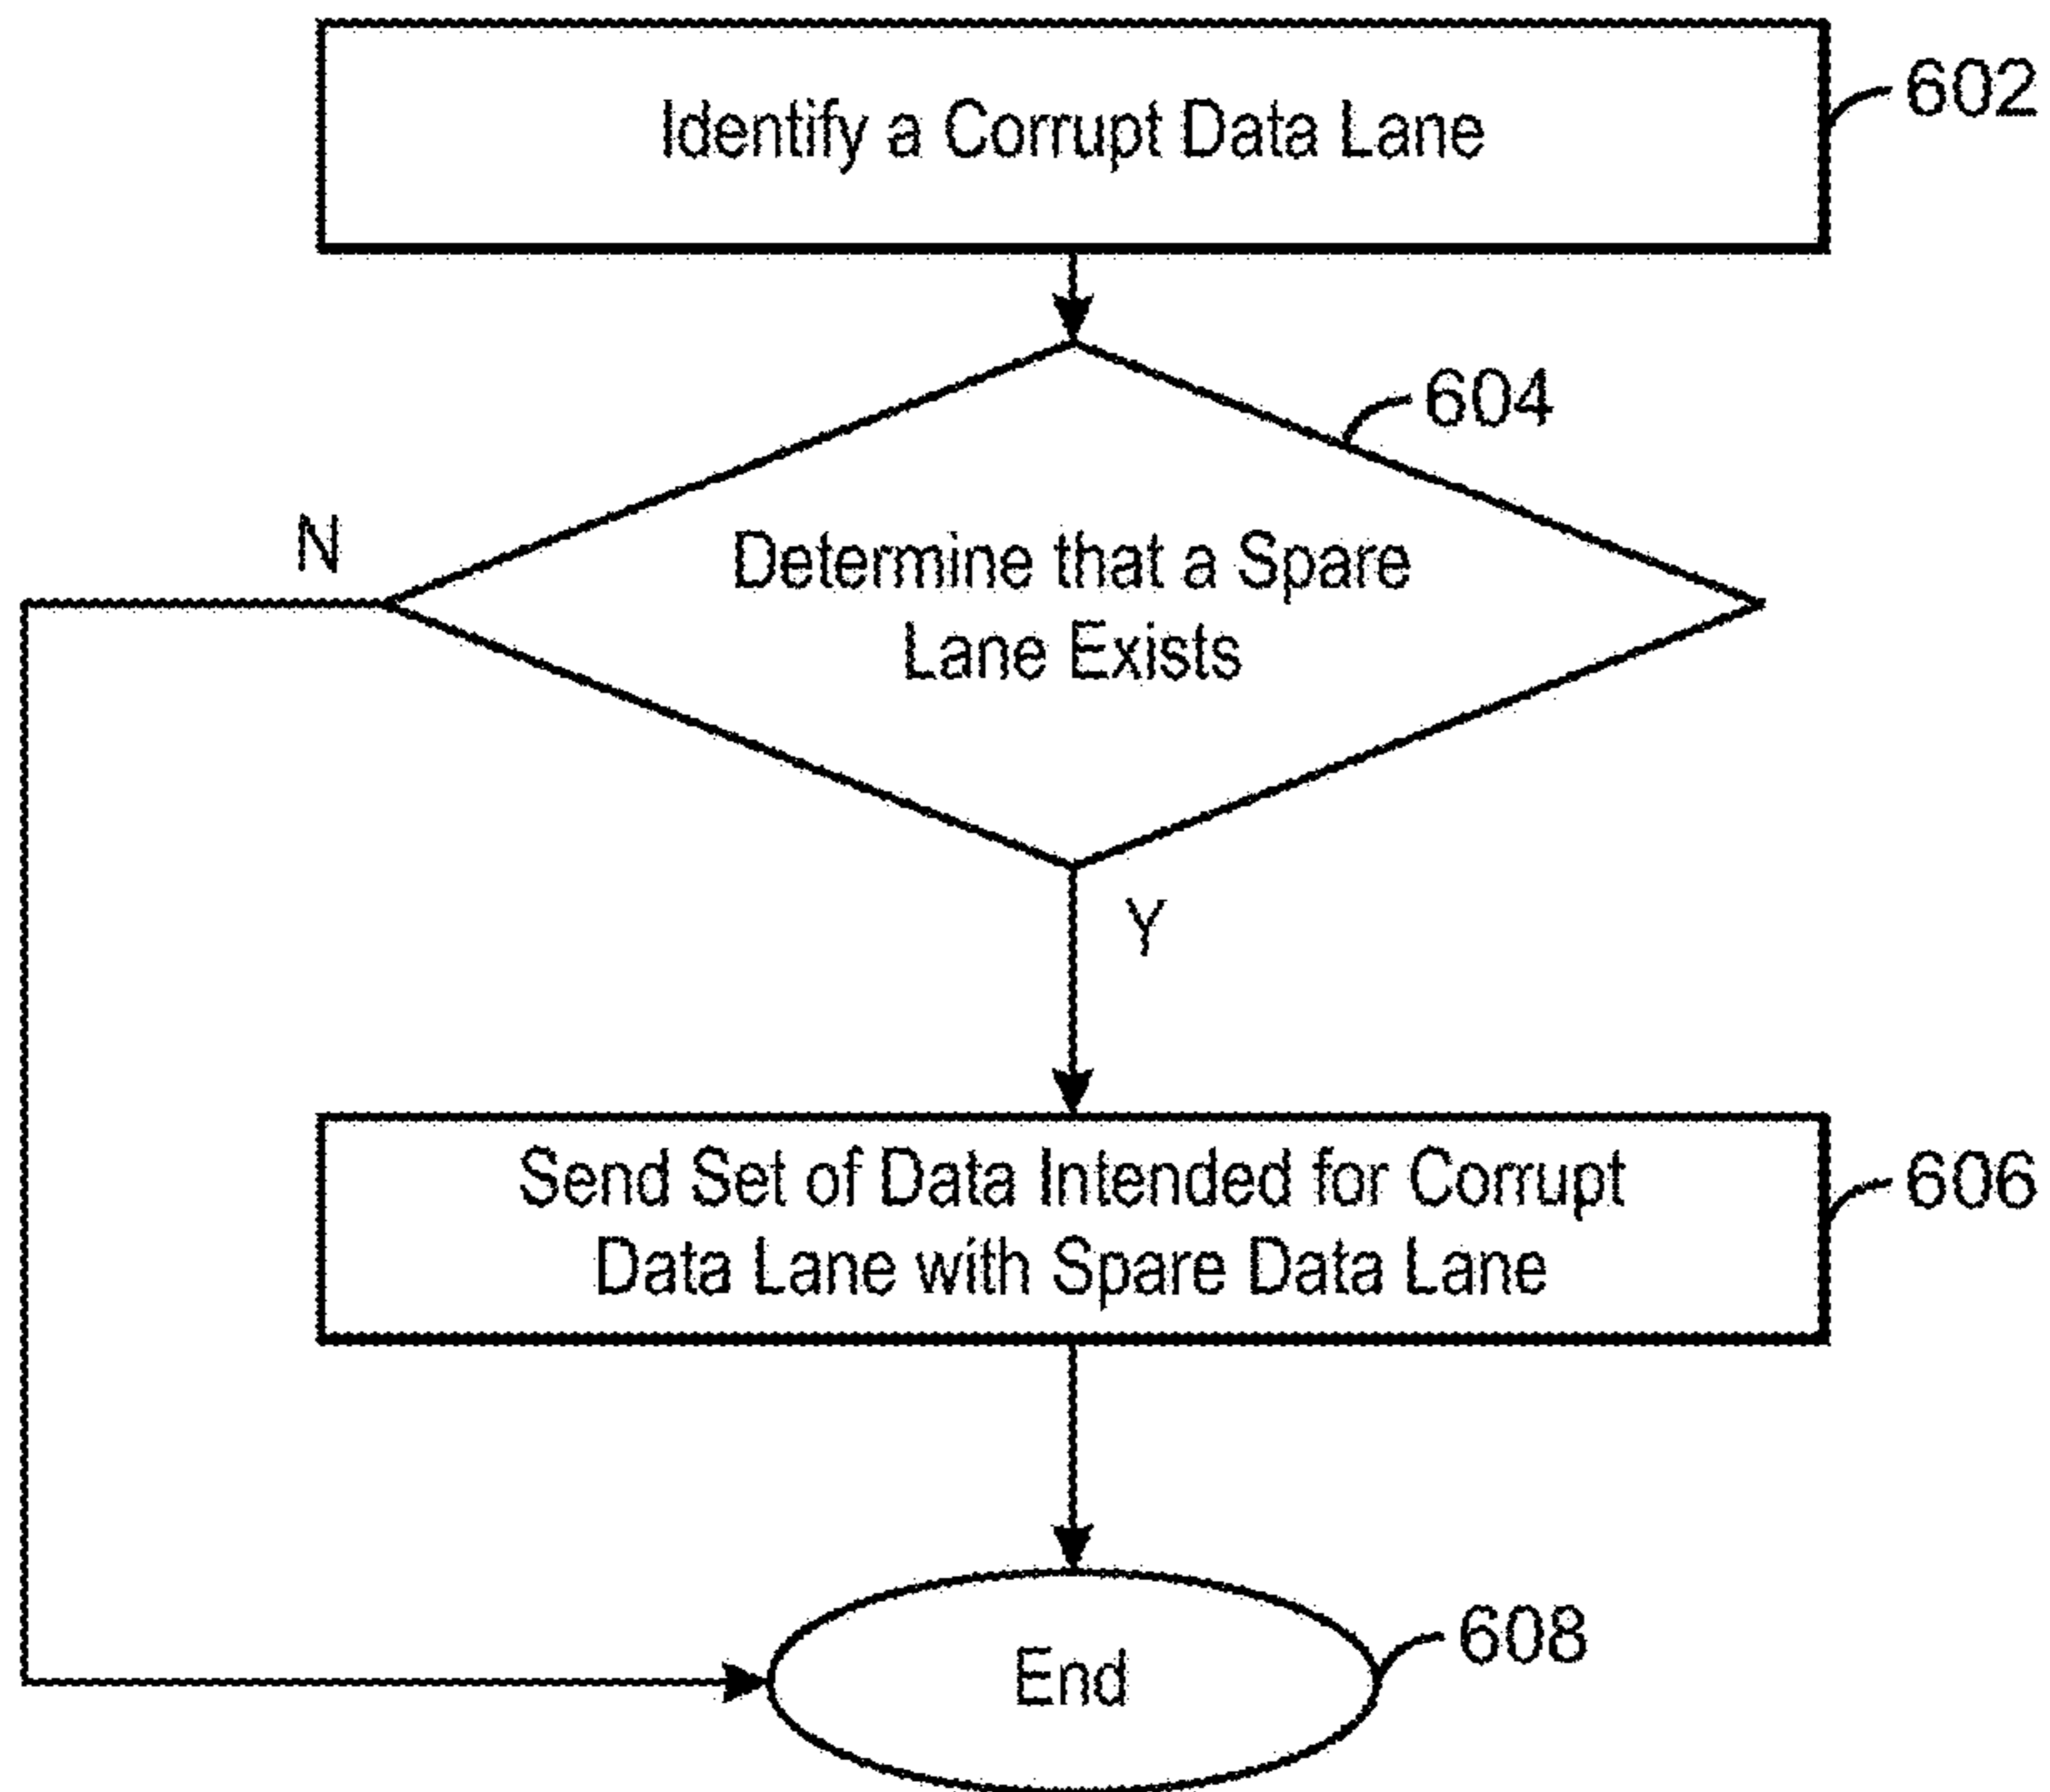 Identify a Corrupt Data Lane
602
604
N
Determine that a Spare
Lane Exists
Y
Send Set of Data Intended for Corrupt
Data Lane with Spare Data Lane
606
End
608